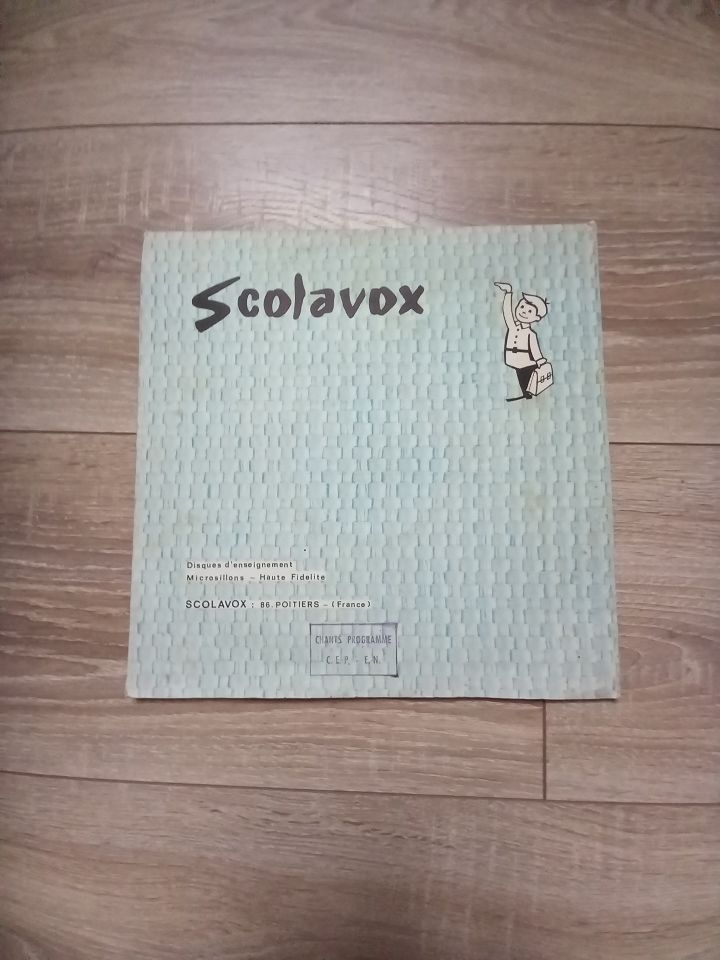 Scolavox
Disques d'enseignement
Microsillons - Haute Fidelite
SCOLAVOX : 86. POITIERS - (France)
CHANTS PROGRAMME
C.E.P. - E.N.